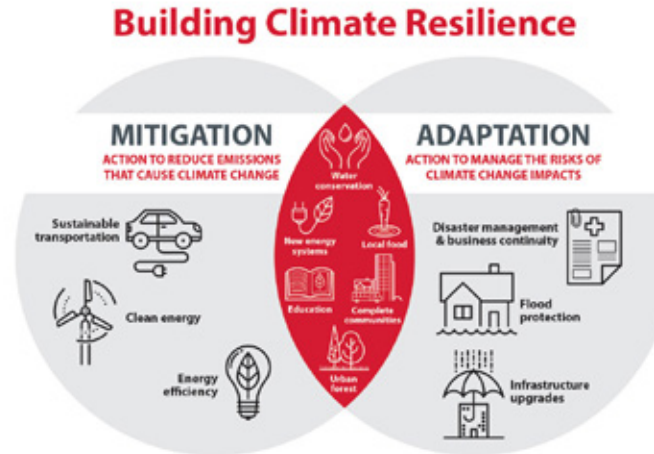 Building Climate Resilience
MITIGATION
ACTION TO REDUCE EMISSIONS
THAT CAUSE CLIMATE CHANGE
Sustainable
transportation
Clean energy
Energy
efficiency
Water
conservation
New energy
systems
Local food
Education
Complete
communities
Urban
forest
ADAPTATION
ACTION TO MANAGE THE RISKS OF
CLIMATE CHANGE IMPACTS
Disaster management
& business continuity
Flood
protection
Infrastructure
upgrades